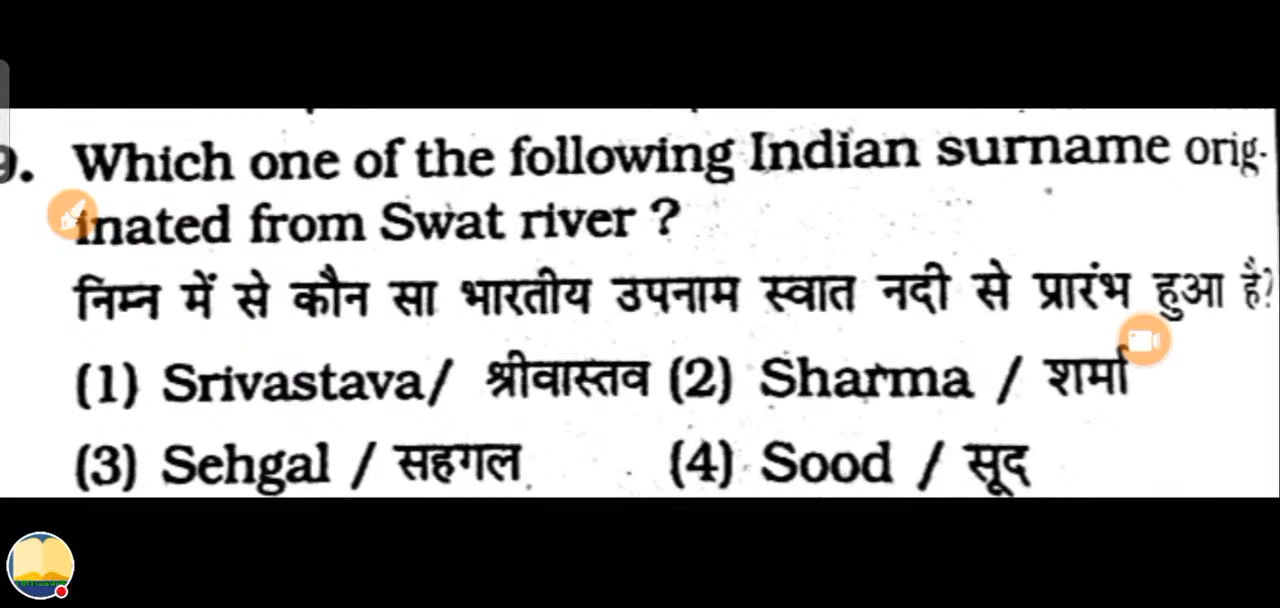 9. Which one of the following Indian surname orig-
inated from Swat river ?
निम्न में से कौन सा भारतीय उपनाम स्वात नदी से प्रारंभ हुआ है?
(1) Srivastava/ श्रीवास्तव (2) Sharma / शर्मा
(3) Sehgal / सहगल (4) Sood / सूद